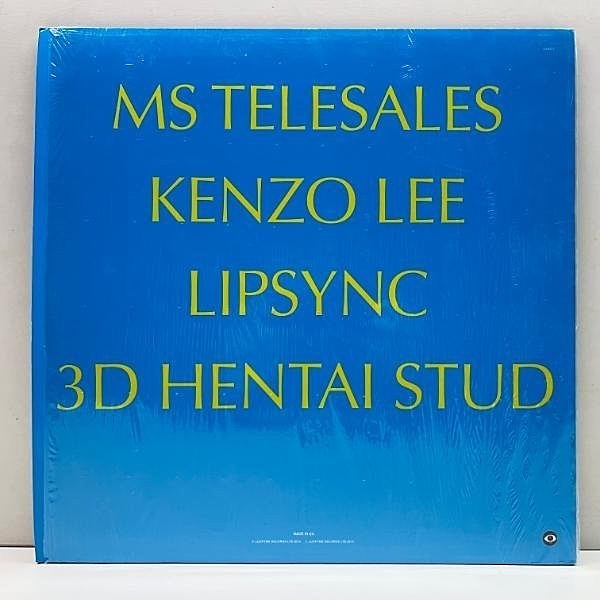 MS TELESALES
KENZO LEE
LIPSYNC
3D HENTAI STUD
MADE IN EU